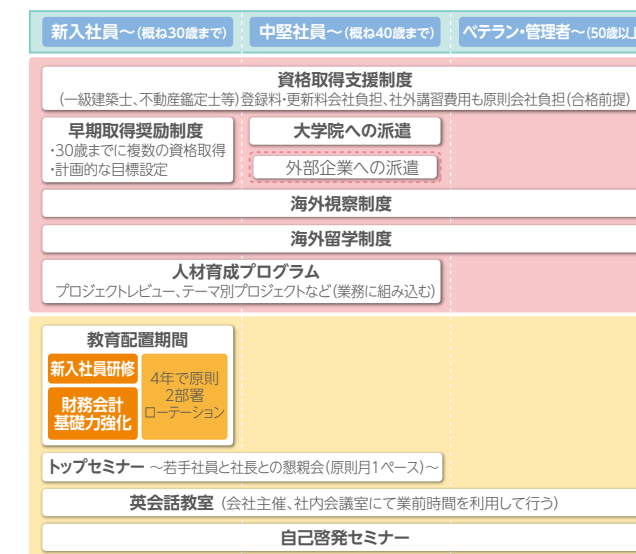 新入社員～(概ね30歳まで)
中堅社員～(概ね40歳まで)
ベテラン・管理者～(50歳以上
資格取得支援制度
(一級建築士、不動産鑑定士等)登録料・更新料会社負担、社外講習費用も原則会社負担(合格前提)
早期取得奨励制度
・30歳までに複数の資格取得
・計画的な目標設定
大学院への派遣
外部企業への派遣
海外視察制度
海外留学制度
人材育成プログラム
プロジェクトレビュー、テーマ別プロジェクトなど(業務に組み込む)
教育配置期間
新入社員研修
財務会計
基礎力強化
4年で原則
2部署
ローテーション
トップセミナー ～若手社員と社長との懇親会(原則月1ペース)～
英会話教室 (会社主催、社内会議室にて業前時間を利用して行う)
自己啓発セミナー